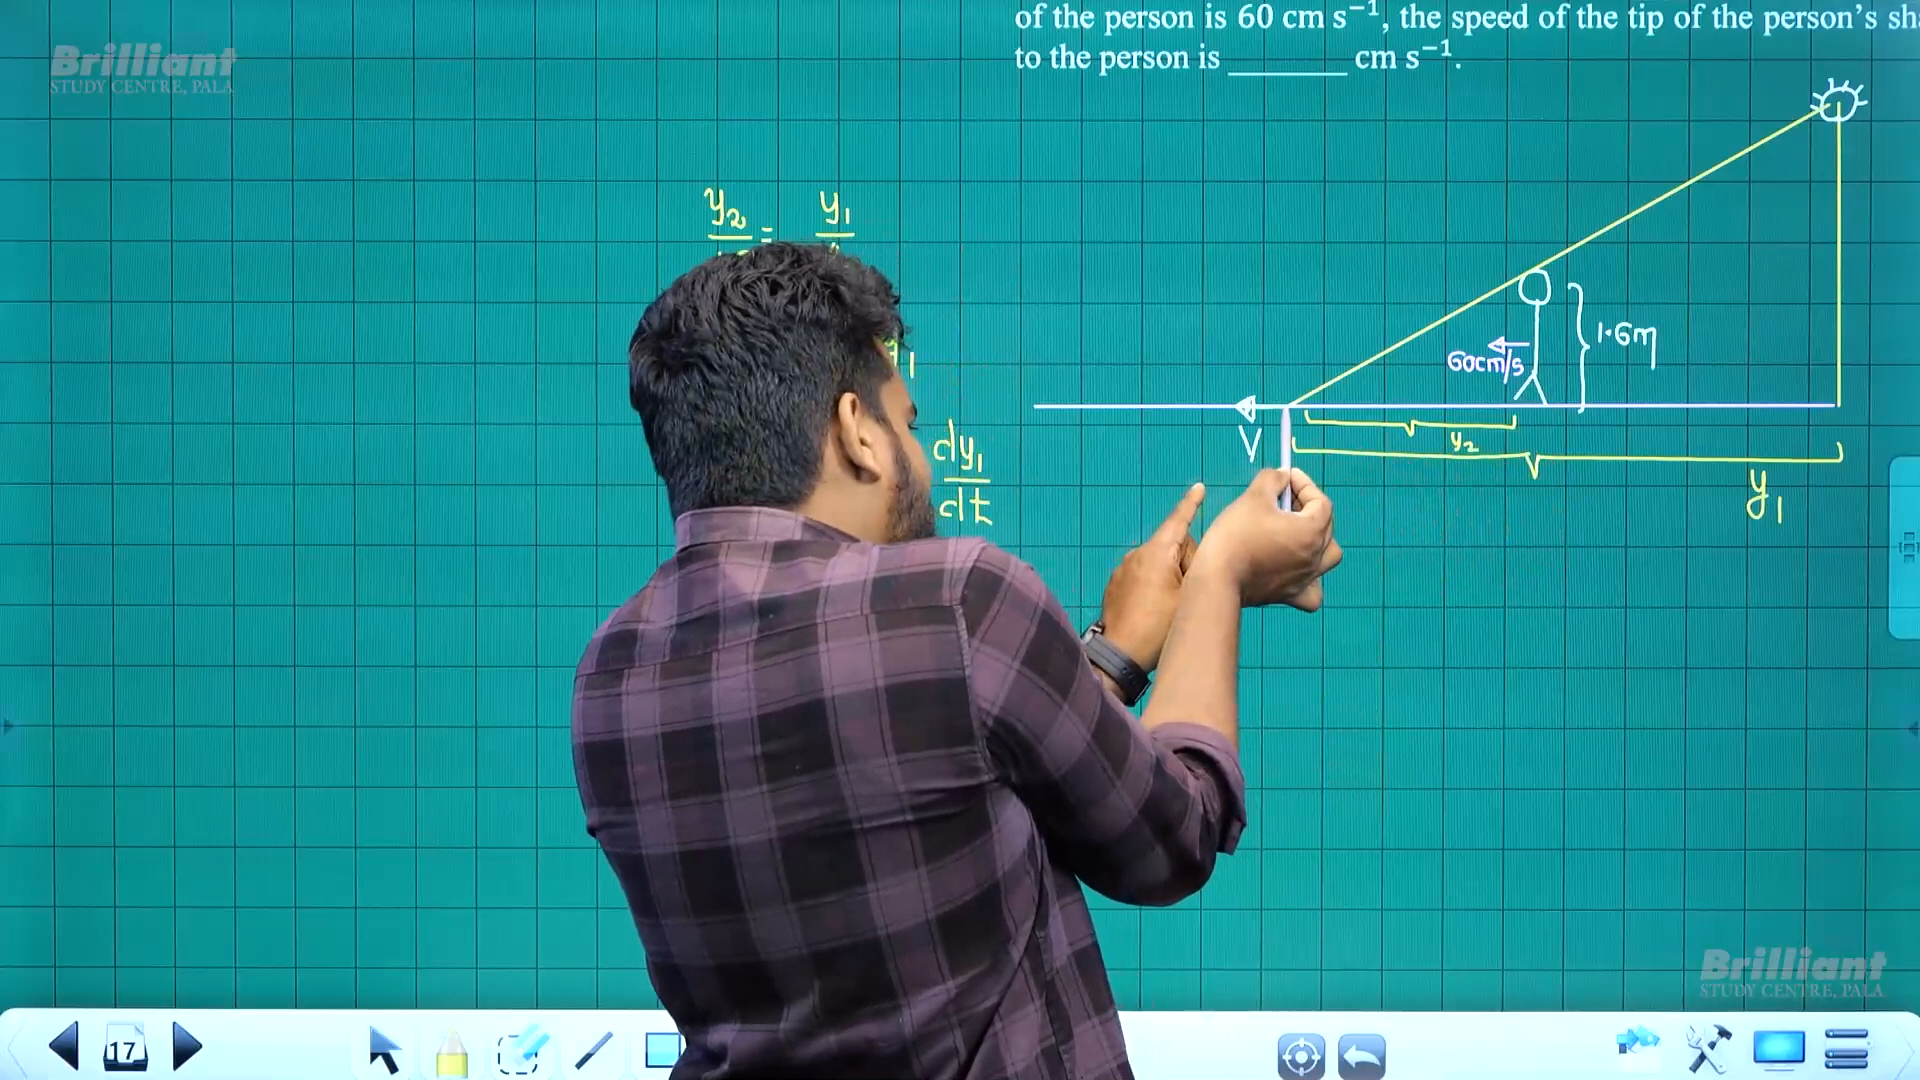 of the person is 60 cm s⁻¹, the speed of the tip of the person's
to the person is ________ cm s⁻¹.
Brilliant
STUDY CENTRE, PALA
y₂ = y₁
1.6m
60cm/s
V
y₂
dy₁
dt
y₁
Brilliant
STUDY CENTRE, PALA
17